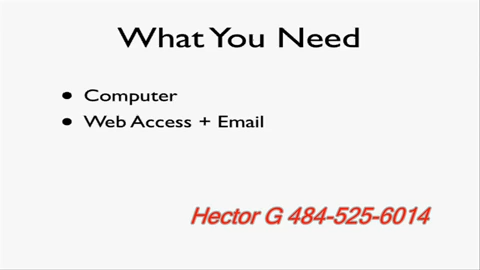 What You Need
• Computer
• Web Access + Email
Hector G 484-525-6014